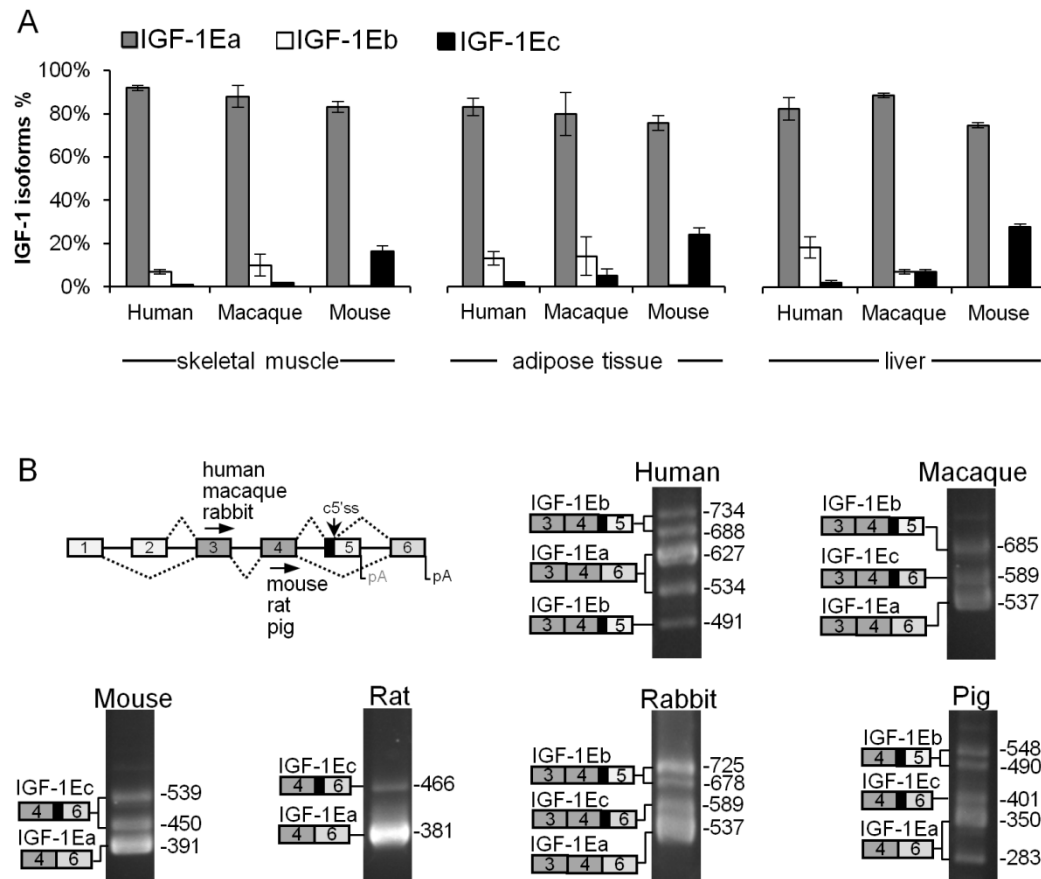 A
IGF-1Ea IGF-1Eb IGF-1Ec
IGF-1 isoforms %
100%
80%
60%
40%
20%
0%
Human Macaque Mouse Human Macaque Mouse Human Macaque Mouse
skeletal muscle adipose tissue liver
B
human
macaque
rabbit
c5'ss
1 2 3 4 5 6
pA pA
mouse
rat
pig
Human
IGF-1Eb
3 4 5
IGF-1Ea
3 4 6
IGF-1Eb
3 4 5
-734
-688
-627
-534
-491
Macaque
IGF-1Eb
3 4 5
IGF-1Ec
3 4 6
IGF-1Ea
3 4 6
-685
-589
-537
Mouse
IGF-1Ec
4 6
IGF-1Ea
4 6
-539
-450
-391
Rat
IGF-1Ec
4 6
IGF-1Ea
4 6
-466
-381
Rabbit
IGF-1Eb
3 4 5
IGF-1Ec
3 4 6
IGF-1Ea
3 4 6
-725
-678
-589
-537
Pig
IGF-1Eb
4 5
IGF-1Ec
4 6
IGF-1Ea
4 6
-548
-490
-401
-350
-283